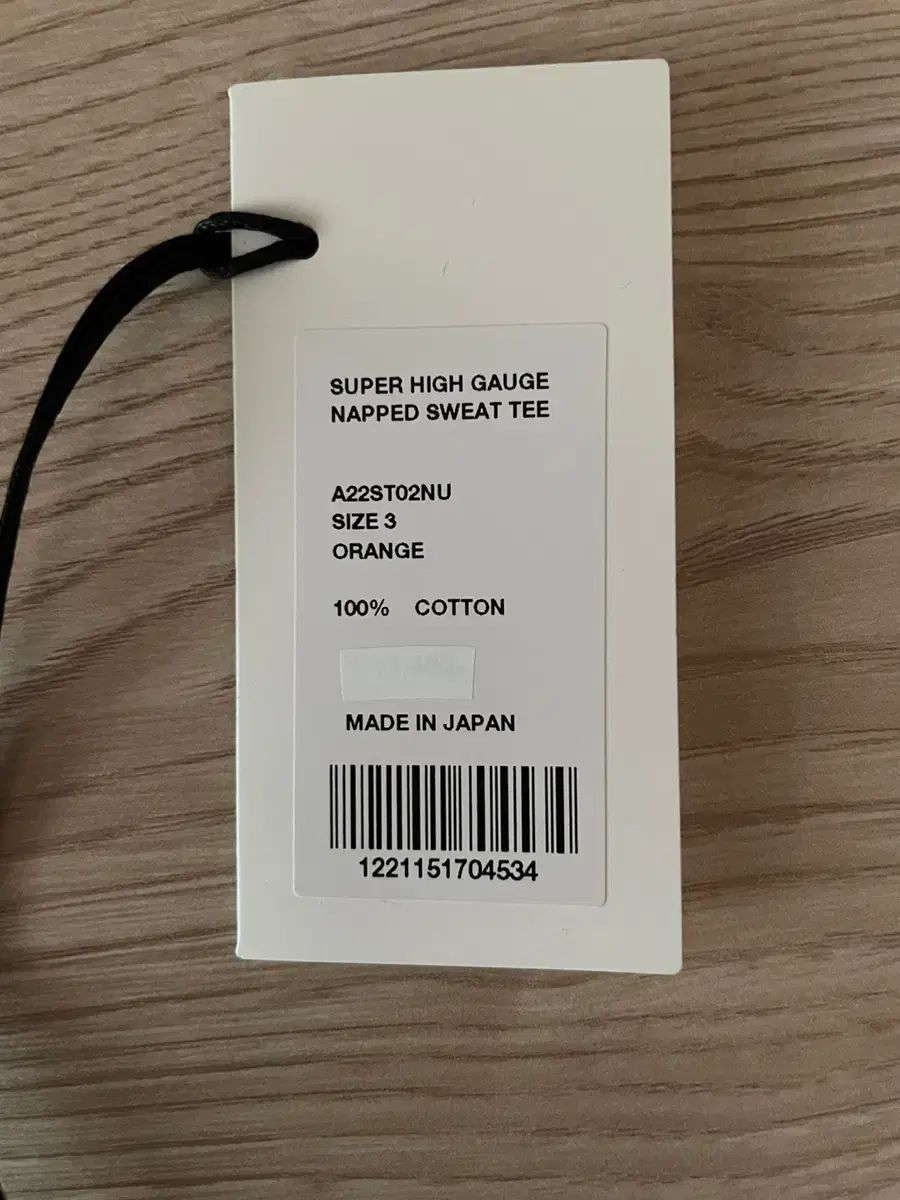 SUPER HIGH GAUGE
NAPPED SWEAT TEE
A22ST02NU
SIZE 3
ORANGE
100% COTTON
MADE IN JAPAN
1221151704534